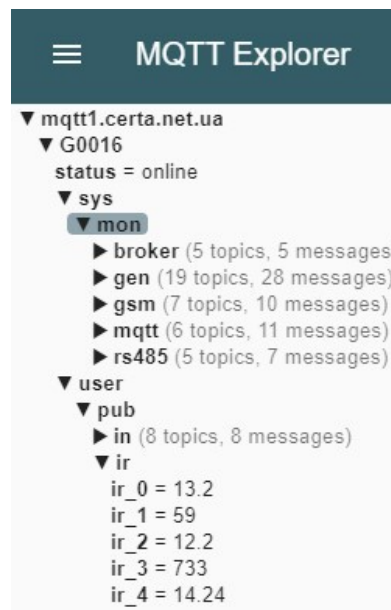 MQTT Explorer
mqtt1.certa.net.ua
G0016
status = online
sys
mon
broker (5 topics, 5 messages
gen (19 topics, 28 messages)
gsm (7 topics, 10 messages)
mqtt (6 topics, 11 messages)
rs485 (5 topics, 7 messages)
user
pub
in (8 topics, 8 messages)
ir
ir_0 = 13.2
ir_1 = 59
ir_2 = 12.2
ir_3 = 733
ir_4 = 14.24